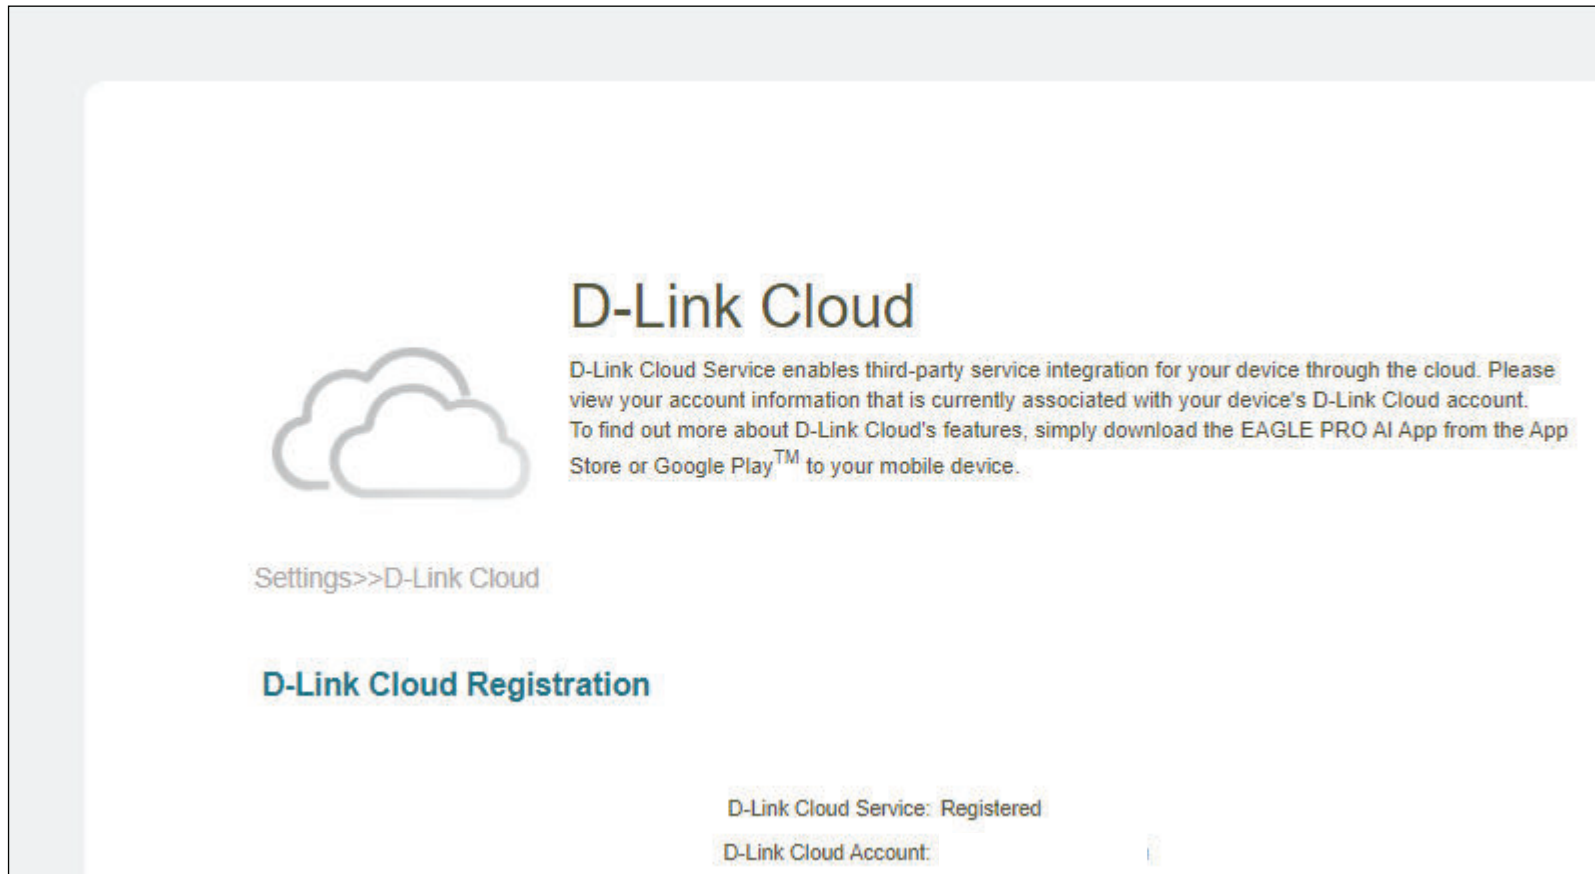 D-Link Cloud
D-Link Cloud Service enables third-party service integration for your device through the cloud. Please
view your account information that is currently associated with your device's D-Link Cloud account.
To find out more about D-Link Cloud's features, simply download the EAGLE PRO AI App from the App
Store or Google Play™ to your mobile device.
Settings>>D-Link Cloud
D-Link Cloud Registration
D-Link Cloud Service: Registered
D-Link Cloud Account: